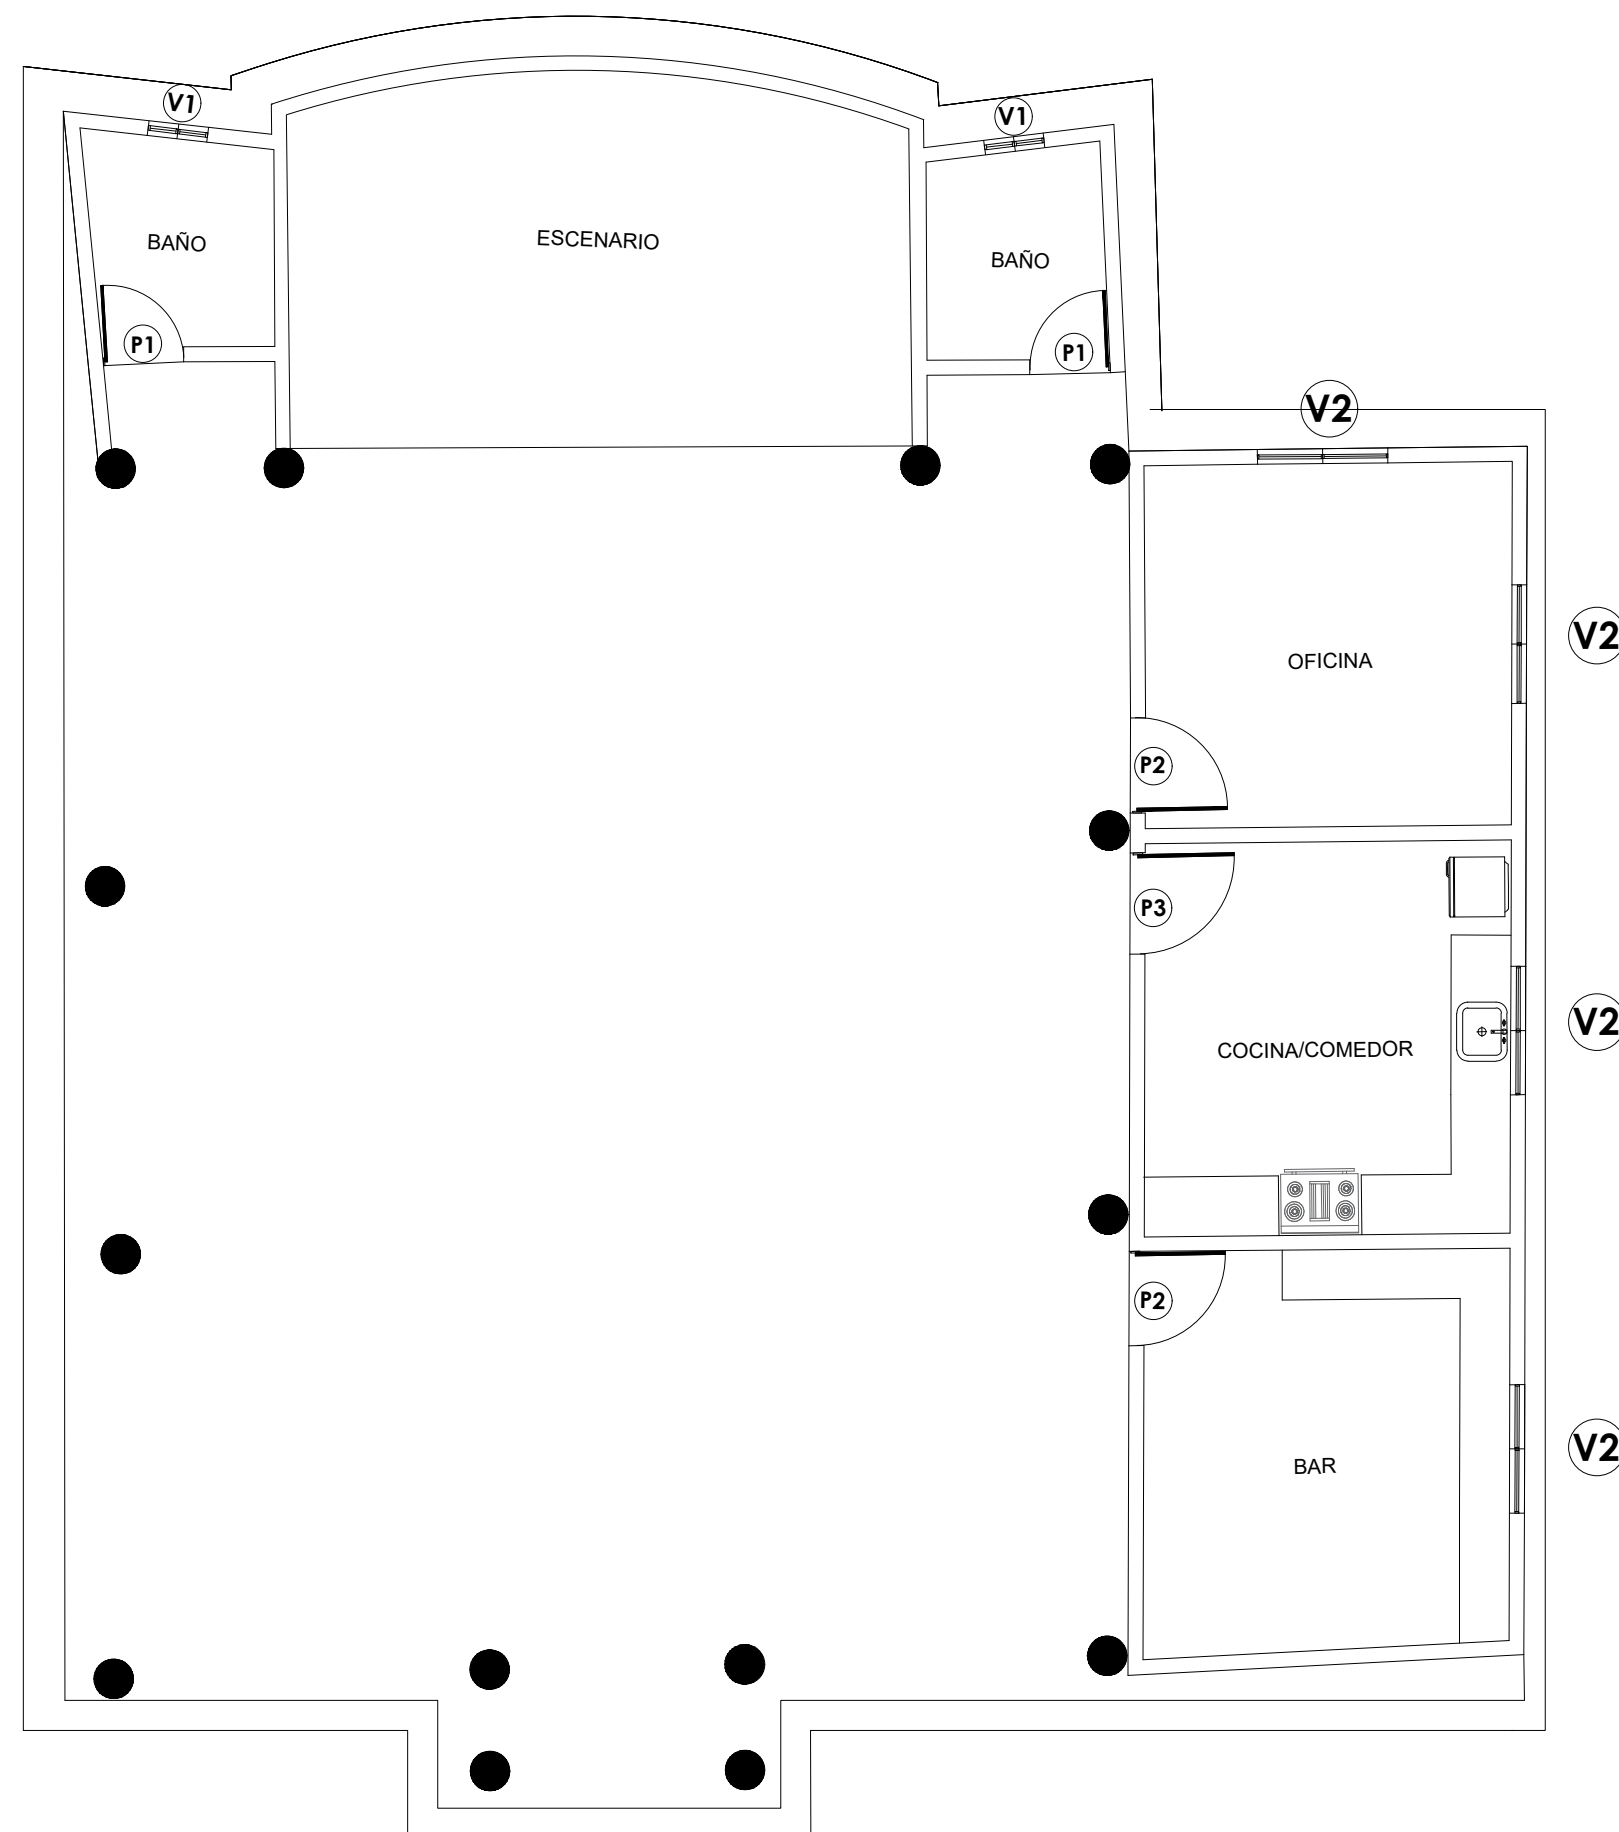 V1
V1
BAÑO
ESCENARIO
BAÑO
P1
P1
V2
V2
OFICINA
P2
P3
V2
COCINA/COMEDOR
P2
V2
BAR